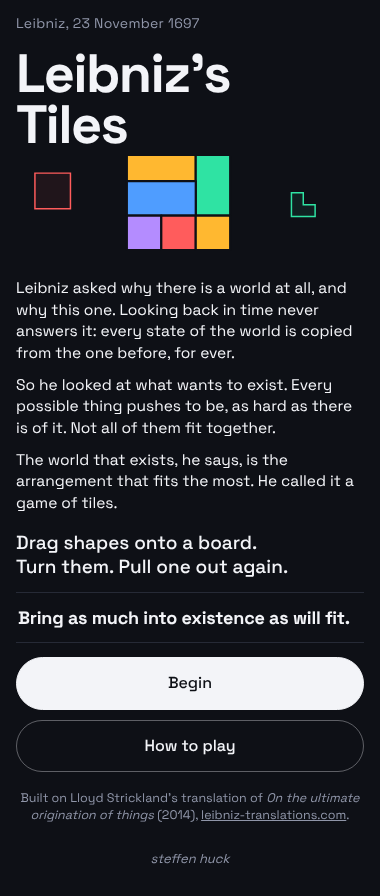 Leibniz, 23 November 1697
Leibniz's
Tiles
Leibniz asked why there is a world at all, and
why this one. Looking back in time never
answers it: every state of the world is copied
from the one before, for ever.
So he looked at what wants to exist. Every
possible thing pushes to be, as hard as there
is of it. Not all of them fit together.
The world that exists, he says, is the
arrangement that fits the most. He called it a
game of tiles.
Drag shapes onto a board.
Turn them. Pull one out again.
Bring as much into existence as will fit.
Begin
How to play
Built on Lloyd Strickland's translation of On the ultimate
origination of things (2014), leibniz-translations.com.
steffen huck